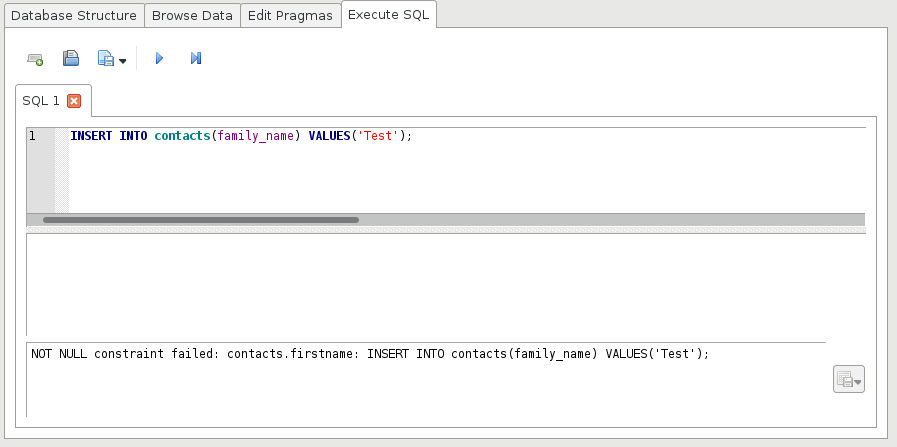 Database Structure Browse Data Edit Pragmas Execute SQL
SQL 1
1 INSERT INTO contacts(family_name) VALUES('Test');
NOT NULL constraint failed: contacts.firstname: INSERT INTO contacts(family_name) VALUES('Test');